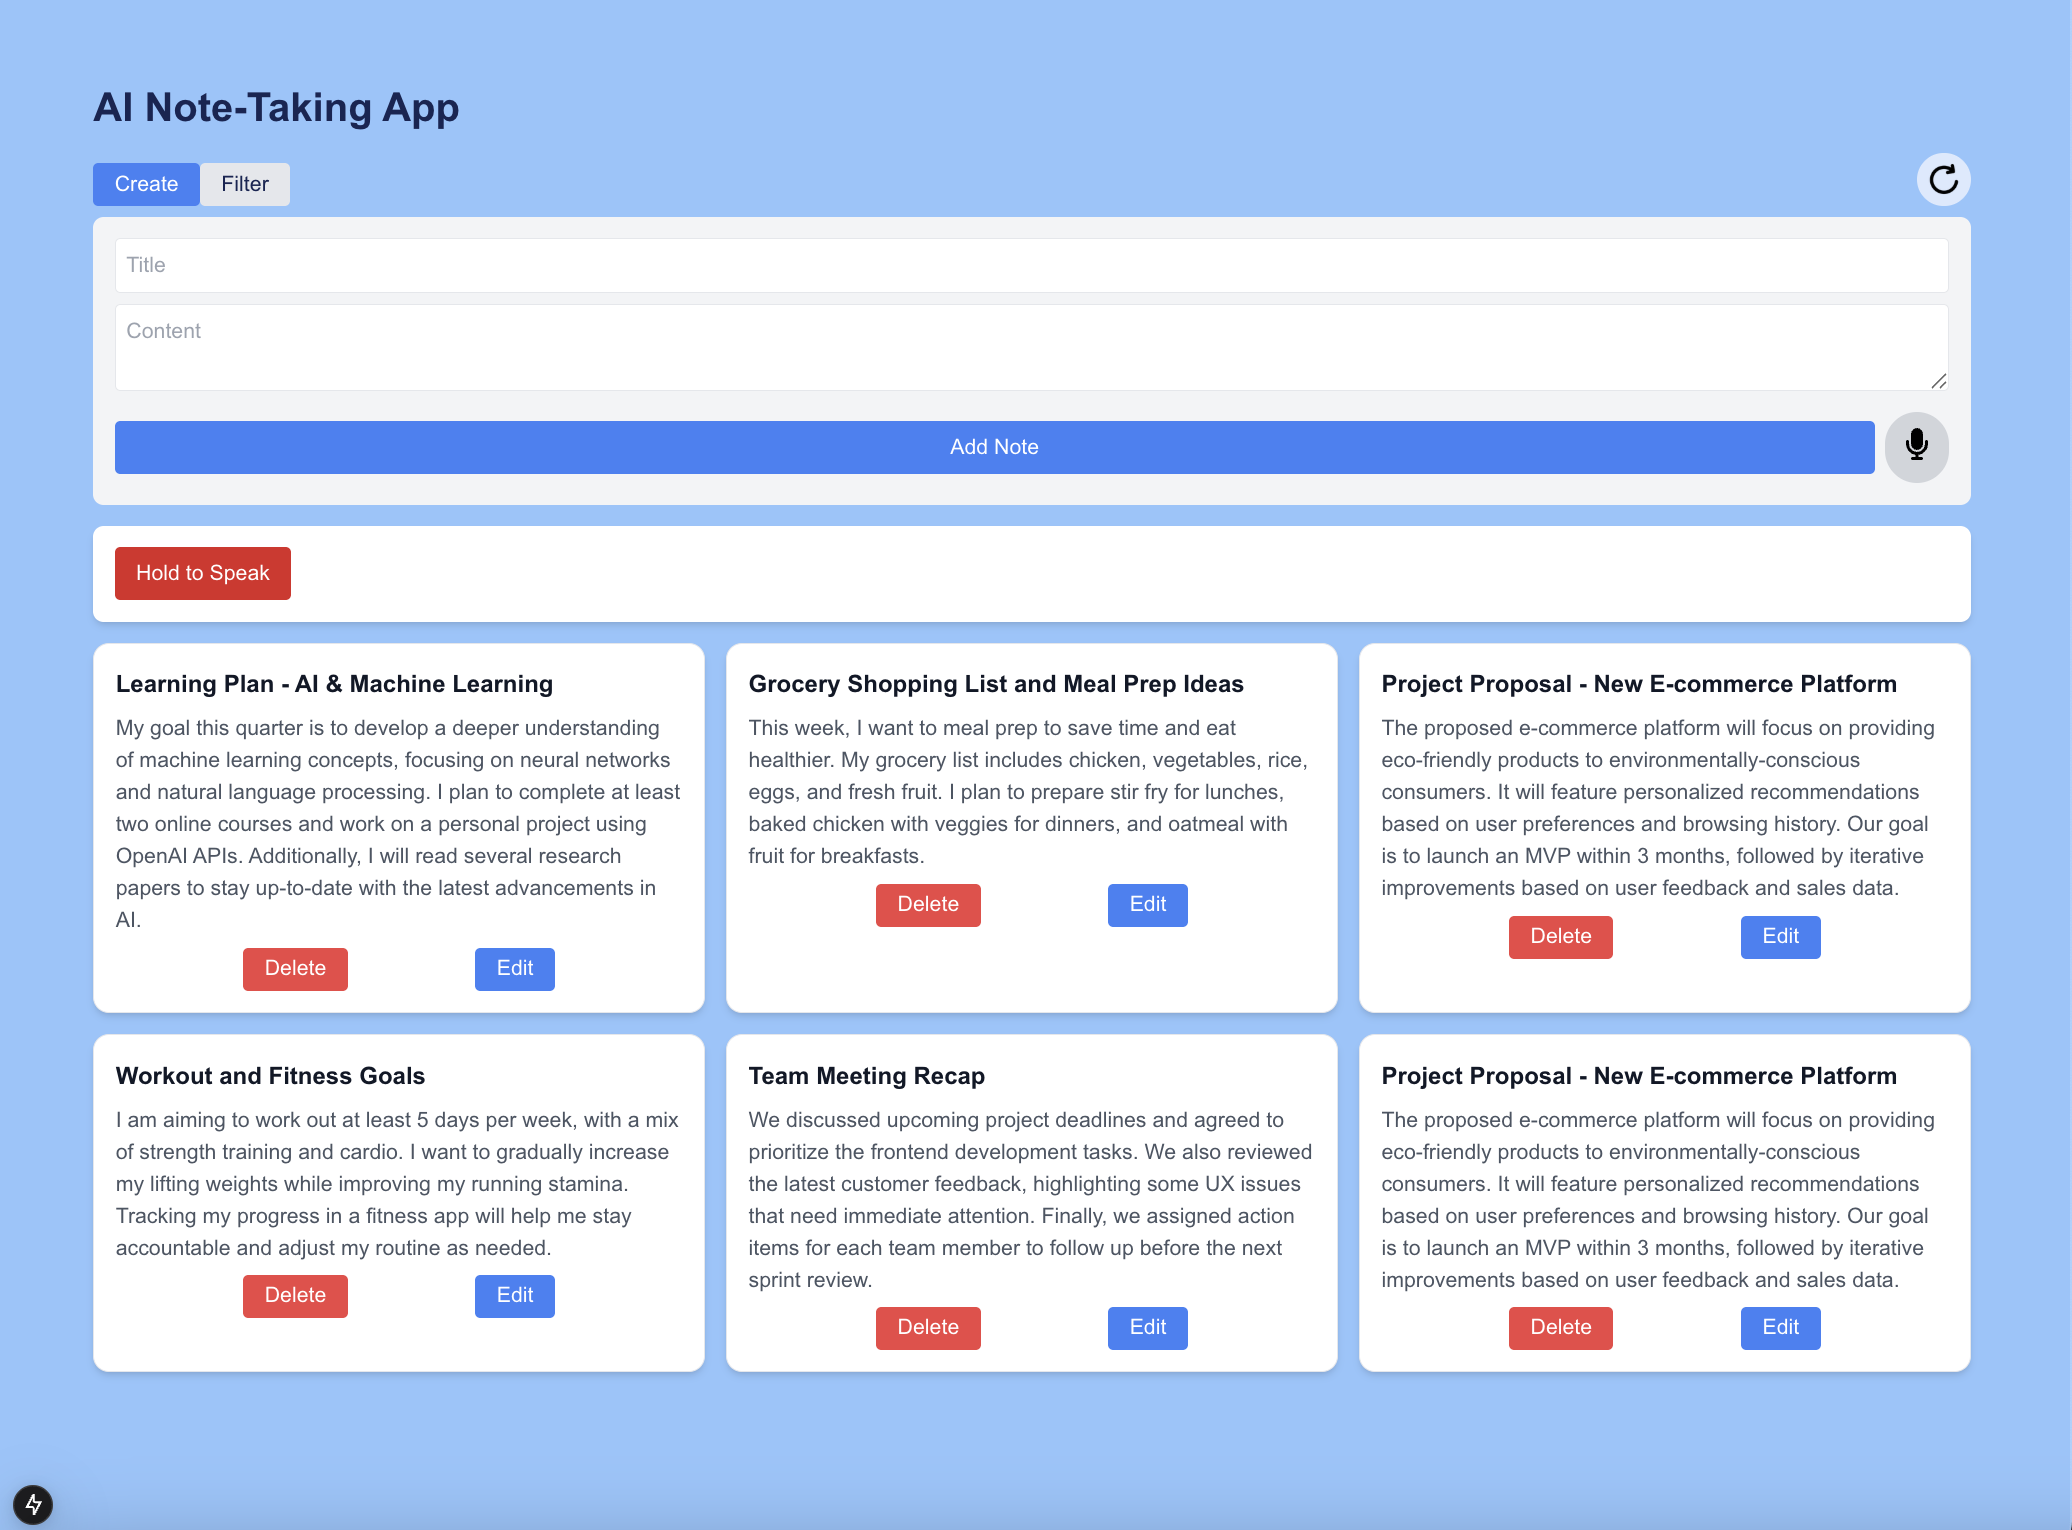 AI Note-Taking App
Create
Filter
Title
Content
Add Note
Hold to Speak
Learning Plan - AI & Machine Learning
My goal this quarter is to develop a deeper understanding
of machine learning concepts, focusing on neural networks
and natural language processing. I plan to complete at least
two online courses and work on a personal project using
OpenAI APIs. Additionally, I will read several research
papers to stay up-to-date with the latest advancements in
AI.
Delete
Edit
Grocery Shopping List and Meal Prep Ideas
This week, I want to meal prep to save time and eat
healthier. My grocery list includes chicken, vegetables, rice,
eggs, and fresh fruit. I plan to prepare stir fry for lunches,
baked chicken with veggies for dinners, and oatmeal with
fruit for breakfasts.
Delete
Edit
Project Proposal - New E-commerce Platform
The proposed e-commerce platform will focus on providing
eco-friendly products to environmentally-conscious
consumers. It will feature personalized recommendations
based on user preferences and browsing history. Our goal
is to launch an MVP within 3 months, followed by iterative
improvements based on user feedback and sales data.
Delete
Edit
Workout and Fitness Goals
I am aiming to work out at least 5 days per week, with a mix
of strength training and cardio. I want to gradually increase
my lifting weights while improving my running stamina.
Tracking my progress in a fitness app will help me stay
accountable and adjust my routine as needed.
Delete
Edit
Team Meeting Recap
We discussed upcoming project deadlines and agreed to
prioritize the frontend development tasks. We also reviewed
the latest customer feedback, highlighting some UX issues
that need immediate attention. Finally, we assigned action
items for each team member to follow up before the next
sprint review.
Delete
Edit
Project Proposal - New E-commerce Platform
The proposed e-commerce platform will focus on providing
eco-friendly products to environmentally-conscious
consumers. It will feature personalized recommendations
based on user preferences and browsing history. Our goal
is to launch an MVP within 3 months, followed by iterative
improvements based on user feedback and sales data.
Delete
Edit